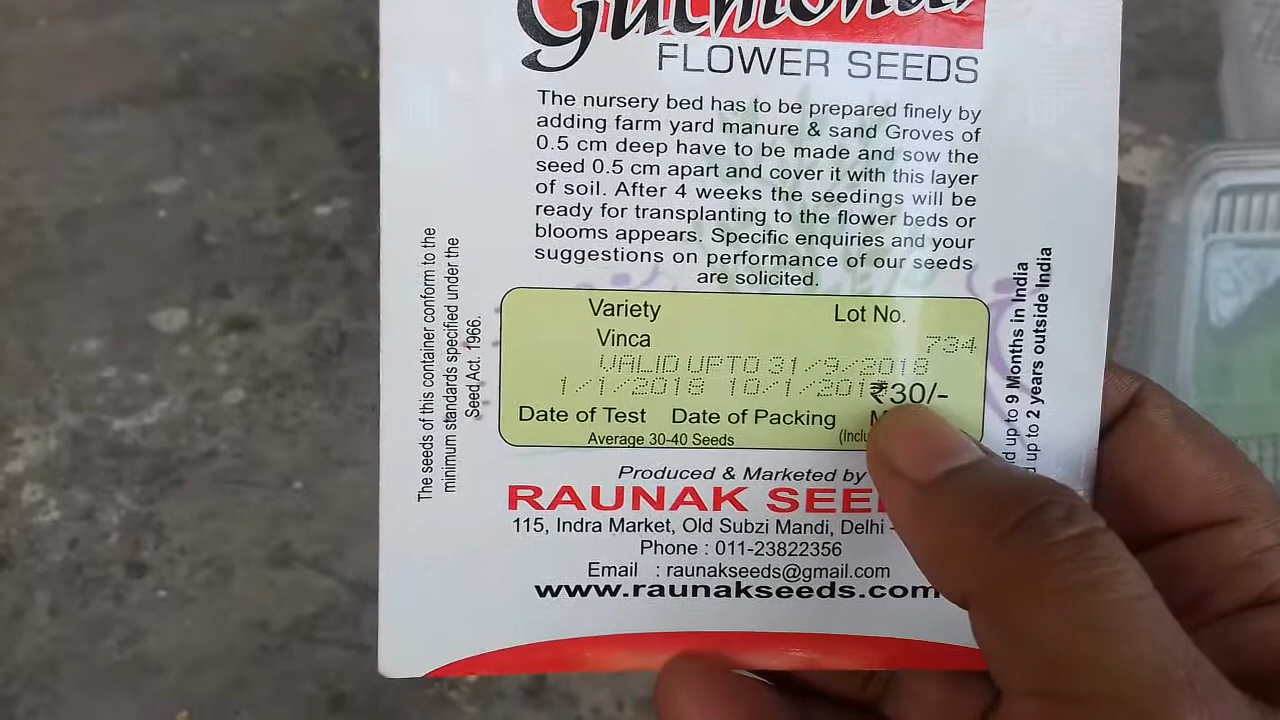 Gulmohar
FLOWER SEEDS
The nursery bed has to be prepared finely by
adding farm yard manure & sand Groves of
0.5 cm deep have to be made and sow the
seed 0.5 cm apart and cover it with this layer
of soil. After 4 weeks the seedings will be
ready for transplanting to the flower beds or
blooms appears. Specific enquiries and your
suggestions on performance of our seeds
are solicited.
Variety Lot No.
Vinca 734
VALID UPTO 31/9/2018
1/1/2018 10/1/201 ₹30/-
Date of Test Date of Packing
Average 30-40 Seeds
Produced & Marketed by
RAUNAK
115, Indra Market, Old Subzi Mandi, Delhi -
Phone : 011-23822356
Email : raunakseeds@gmail.com
www.raunakseeds.com
The seeds of this container conform to the
minimum standards specified under the
Seed Act. 1966.
up to 9 Months in India
up to 2 years outside India